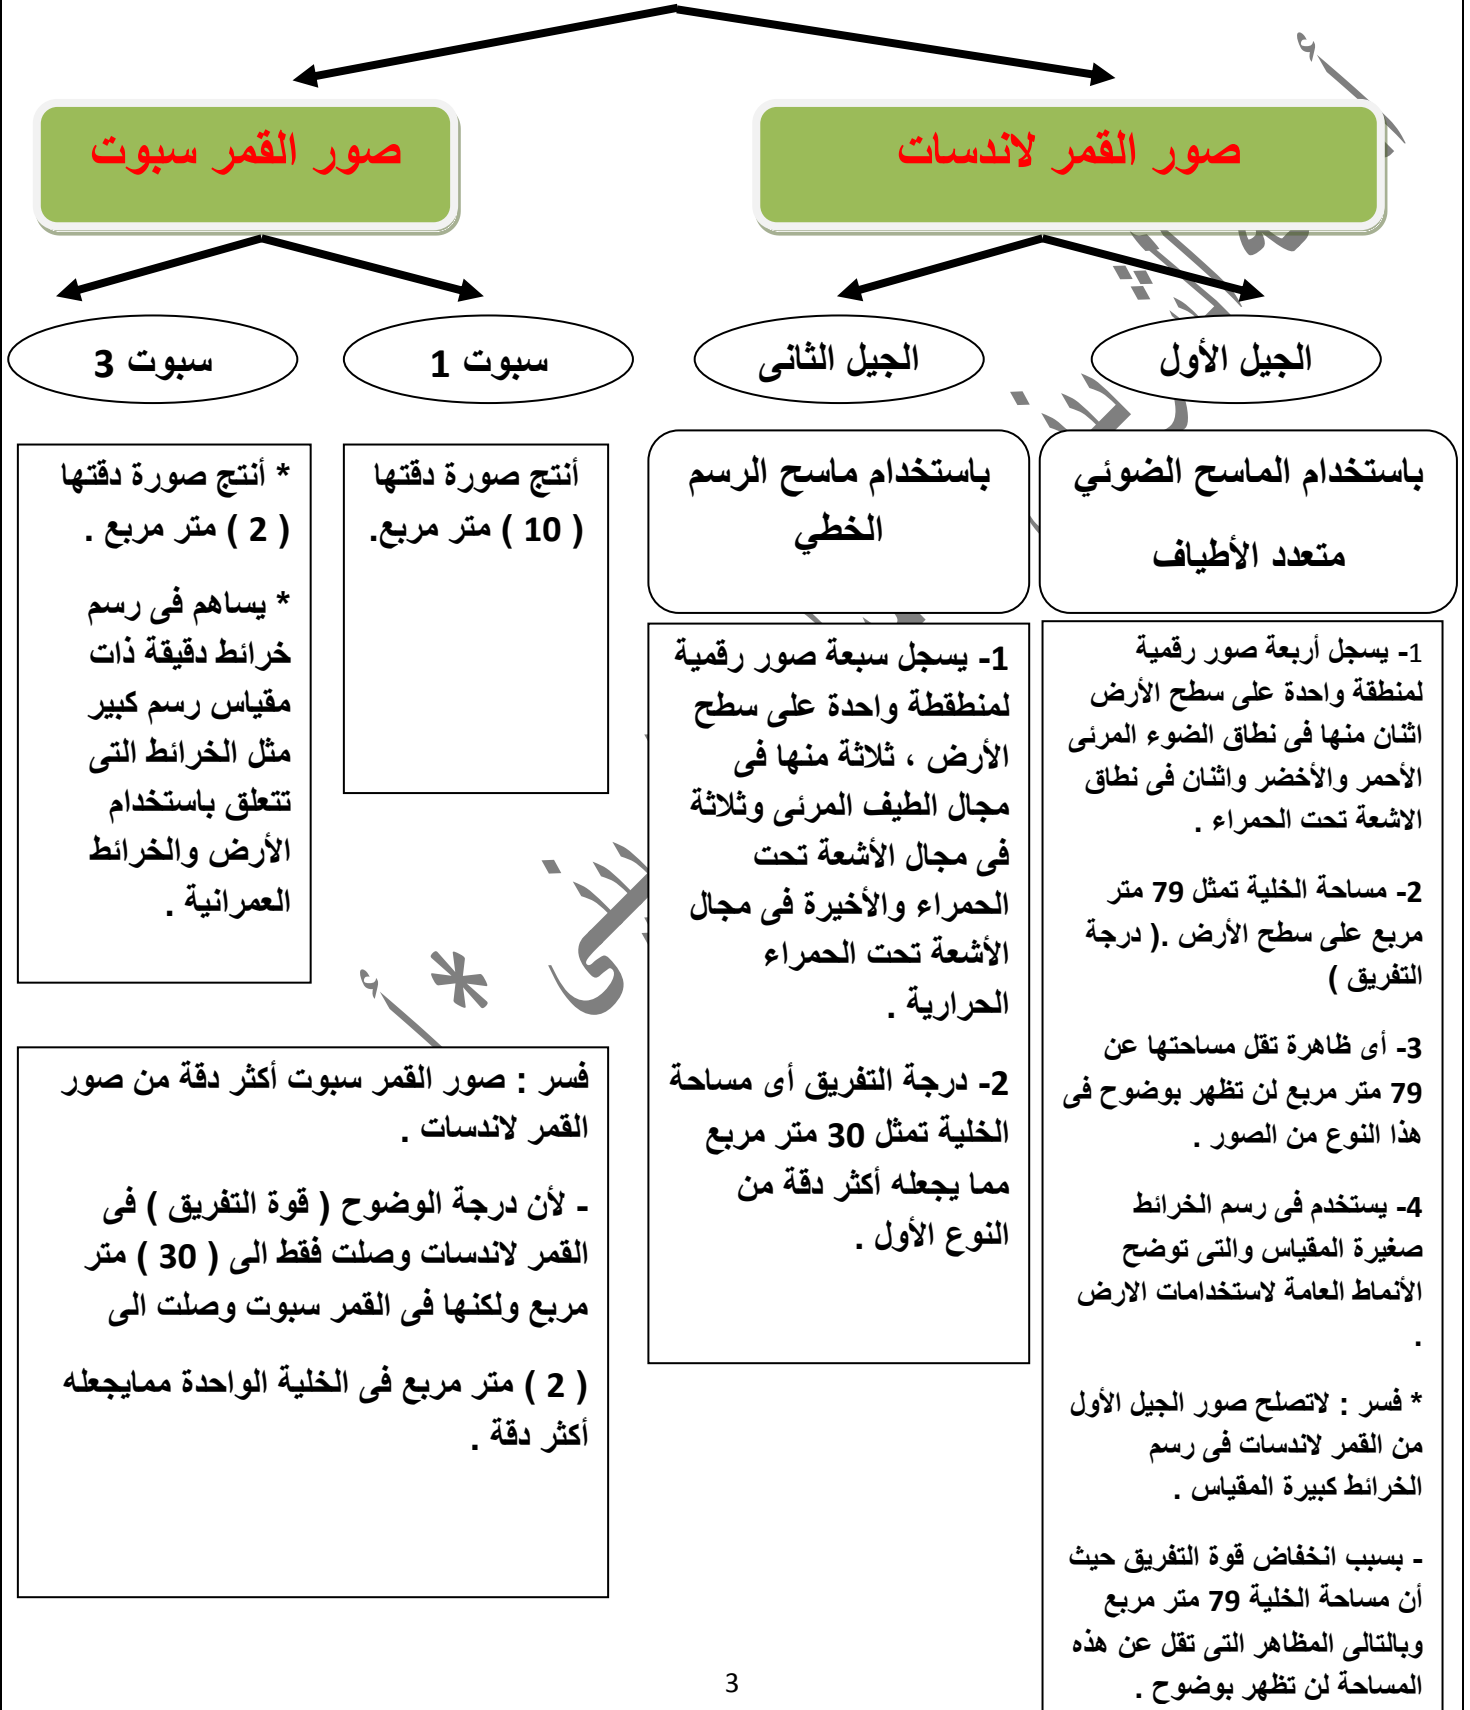 صور القمر لاندسات
صور القمر سبوت
الجيل الأول
الجيل الثانى
سبوت 1
سبوت 3
باستخدام الماسح الضوئي
متعدد الأطياف
1- يسجل أربعة صور رقمية
لمنطقة واحدة على سطح الأرض
اثنان منها فى نطاق الضوء المرئى
الأحمر والأخضر واثنان فى نطاق
الاشعة تحت الحمراء .
2- مساحة الخلية تمثل 79 متر
مربع على سطح الأرض .( درجة
التفريق )
3- أى ظاهرة تقل مساحتها عن
79 متر مربع لن تظهر بوضوح فى
هذا النوع من الصور .
4- يستخدم فى رسم الخرائط
صغيرة المقياس والتى توضح
الأنماط العامة لاستخدامات الارض
.
* فسر : لاتصلح صور الجيل الأول
من القمر لاندسات فى رسم
الخرائط كبيرة المقياس .
- بسبب انخفاض قوة التفريق حيث
أن مساحة الخلية 79 متر مربع
وبالتالى المظاهر التى تقل عن هذه
المساحة لن تظهر بوضوح .
باستخدام ماسح الرسم
الخطي
1- يسجل سبعة صور رقمية
لمنطقطة واحدة على سطح
الأرض ، ثلاثة منها فى
مجال الطيف المرئى وثلاثة
فى مجال الأشعة تحت
الحمراء والأخيرة فى مجال
الأشعة تحت الحمراء
الحرارية .
2- درجة التفريق أى مساحة
الخلية تمثل 30 متر مربع
مما يجعله أكثر دقة من
النوع الأول .
أنتج صورة دقتها
( 10 ) متر مربع.
* أنتج صورة دقتها
( 2 ) متر مربع .
* يساهم فى رسم
خرائط دقيقة ذات
مقياس رسم كبير
مثل الخرائط التى
تتعلق باستخدام
الأرض والخرائط
العمرانية .
فسر : صور القمر سبوت أكثر دقة من صور
القمر لاندسات .
- لأن درجة الوضوح ( قوة التفريق ) فى
القمر لاندسات وصلت فقط الى ( 30 ) متر
مربع ولكنها فى القمر سبوت وصلت الى
( 2 ) متر مربع فى الخلية الواحدة ممايجعله
أكثر دقة .
3